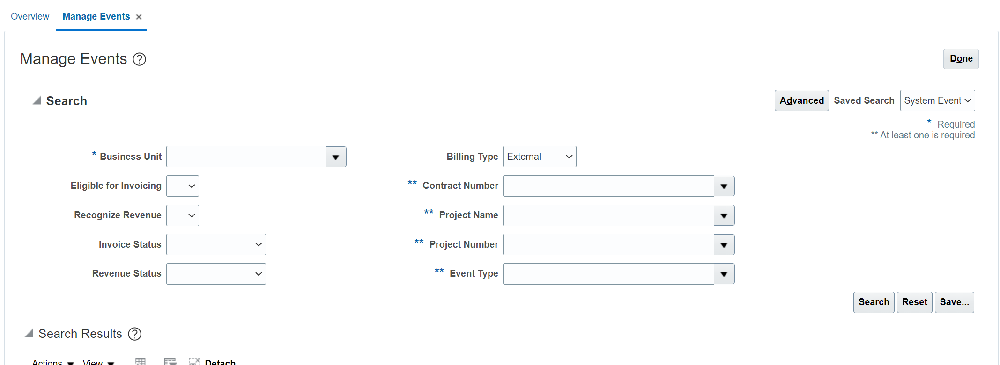 Overview Manage Events ×
Manage Events ?
Done
Search
Advanced Saved Search System Event
* Required
** At least one is required
* Business Unit
Billing Type External
Eligible for Invoicing
** Contract Number
Recognize Revenue
** Project Name
Invoice Status
** Project Number
Revenue Status
** Event Type
Search Reset Save...
Search Results ?
Actions View Detach